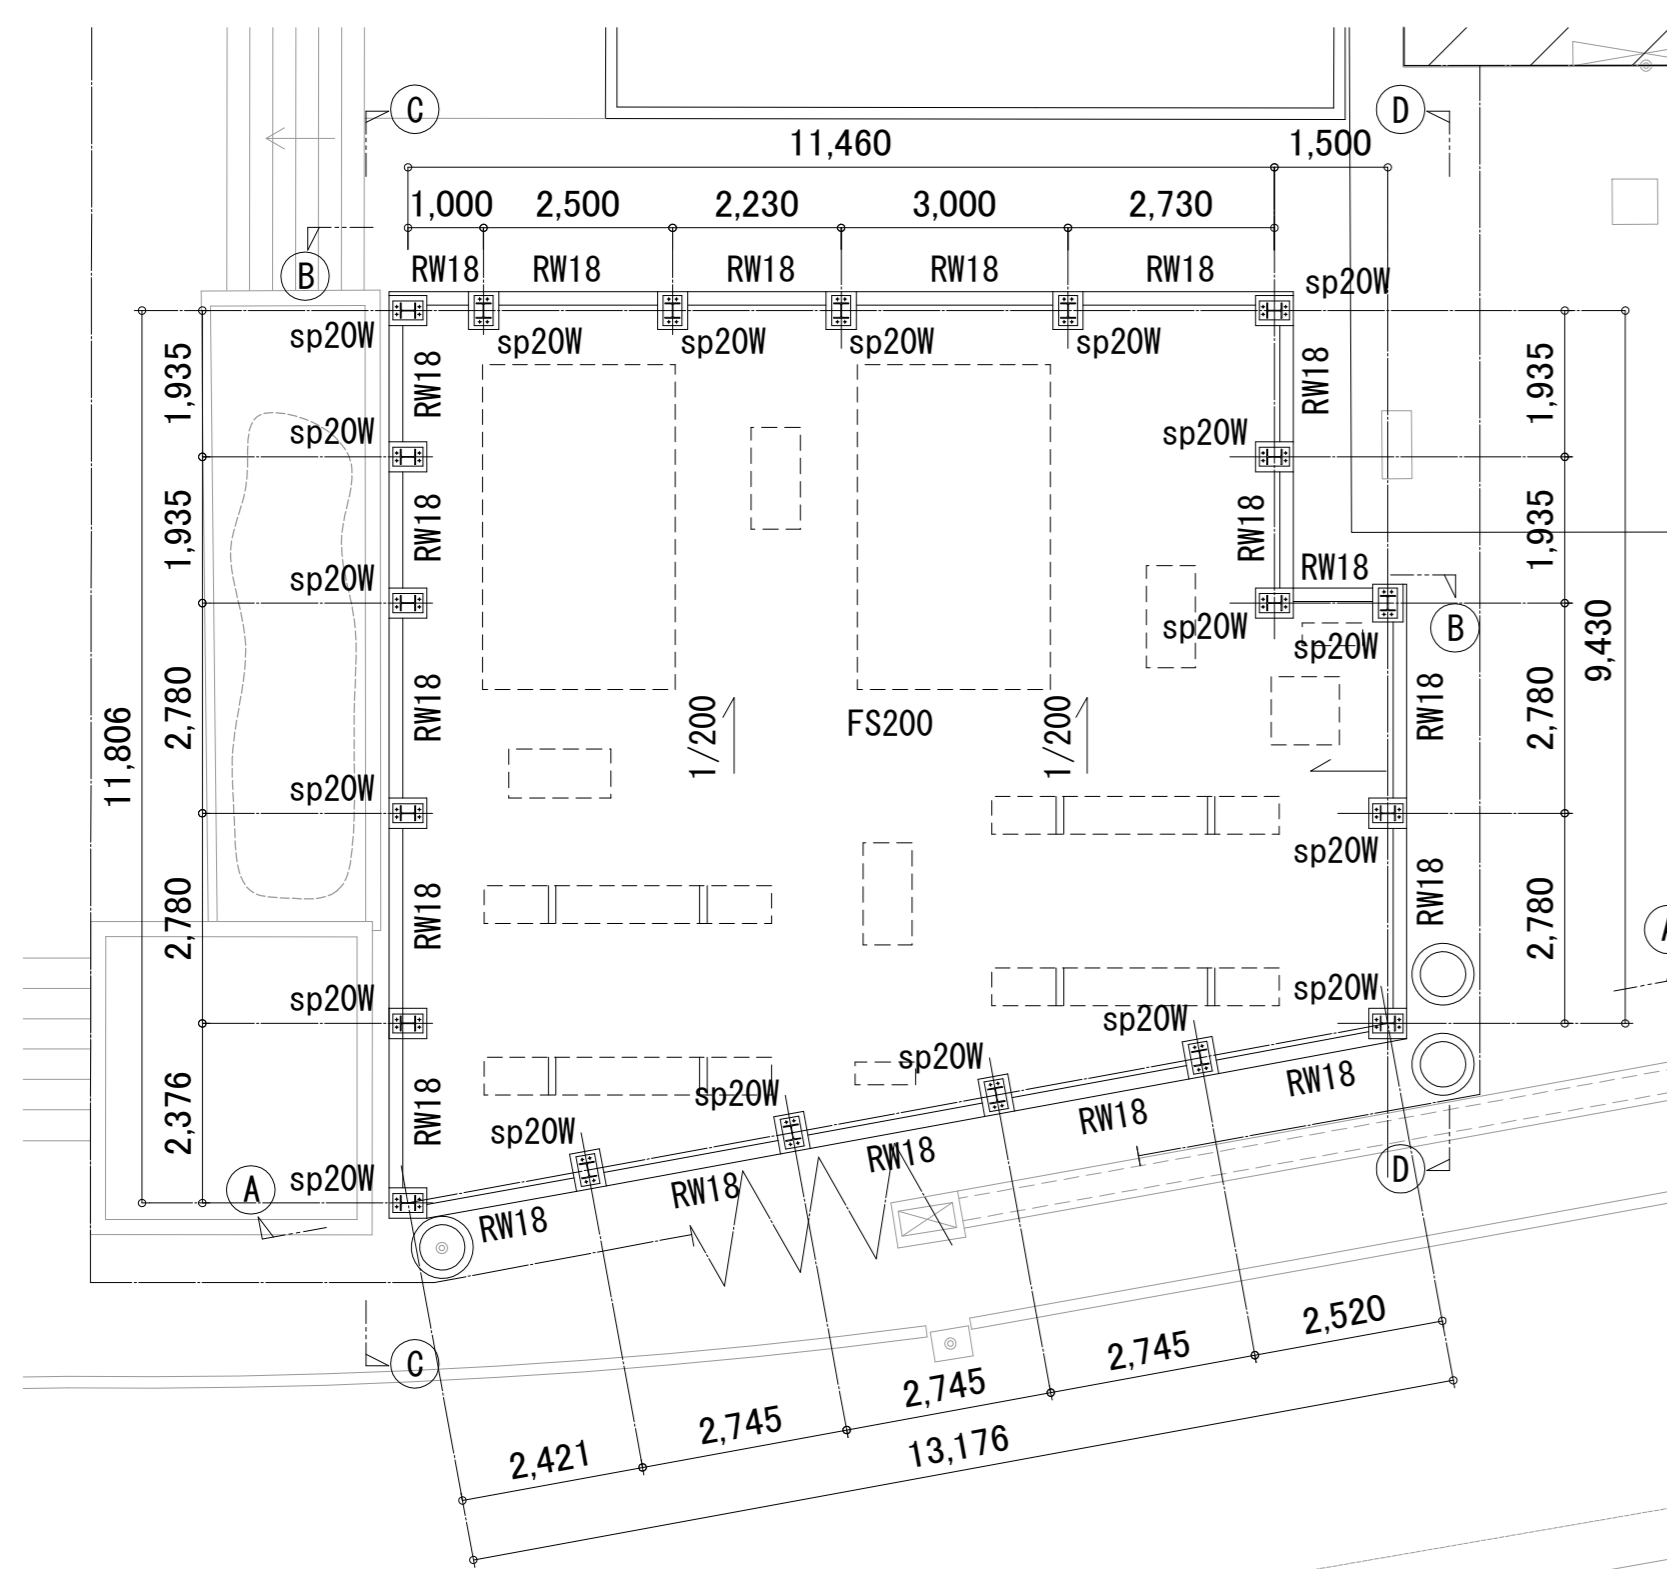 C
D
11,460
1,500
1,000
2,500
2,230
3,000
2,730
B
RW18
RW18
RW18
RW18
RW18
sp20W
sp20W
sp20W
sp20W
sp20W
sp20W
1,935
RW18
RW18
1,935
sp20W
sp20W
1,935
RW18
RW18
1,935
sp20W
RW18
sp20W
B
sp20W
9,430
2,780
RW18
1/200
FS200
1/200
RW18
2,780
11,806
sp20W
sp20W
2,780
RW18
RW18
2,780
A
sp20W
sp20W
sp20W
sp20W
sp20W
sp20W
2,376
RW18
RW18
RW18
RW18
RW18
RW18
A
sp20W
D
C
2,520
2,745
2,745
2,745
2,421
13,176